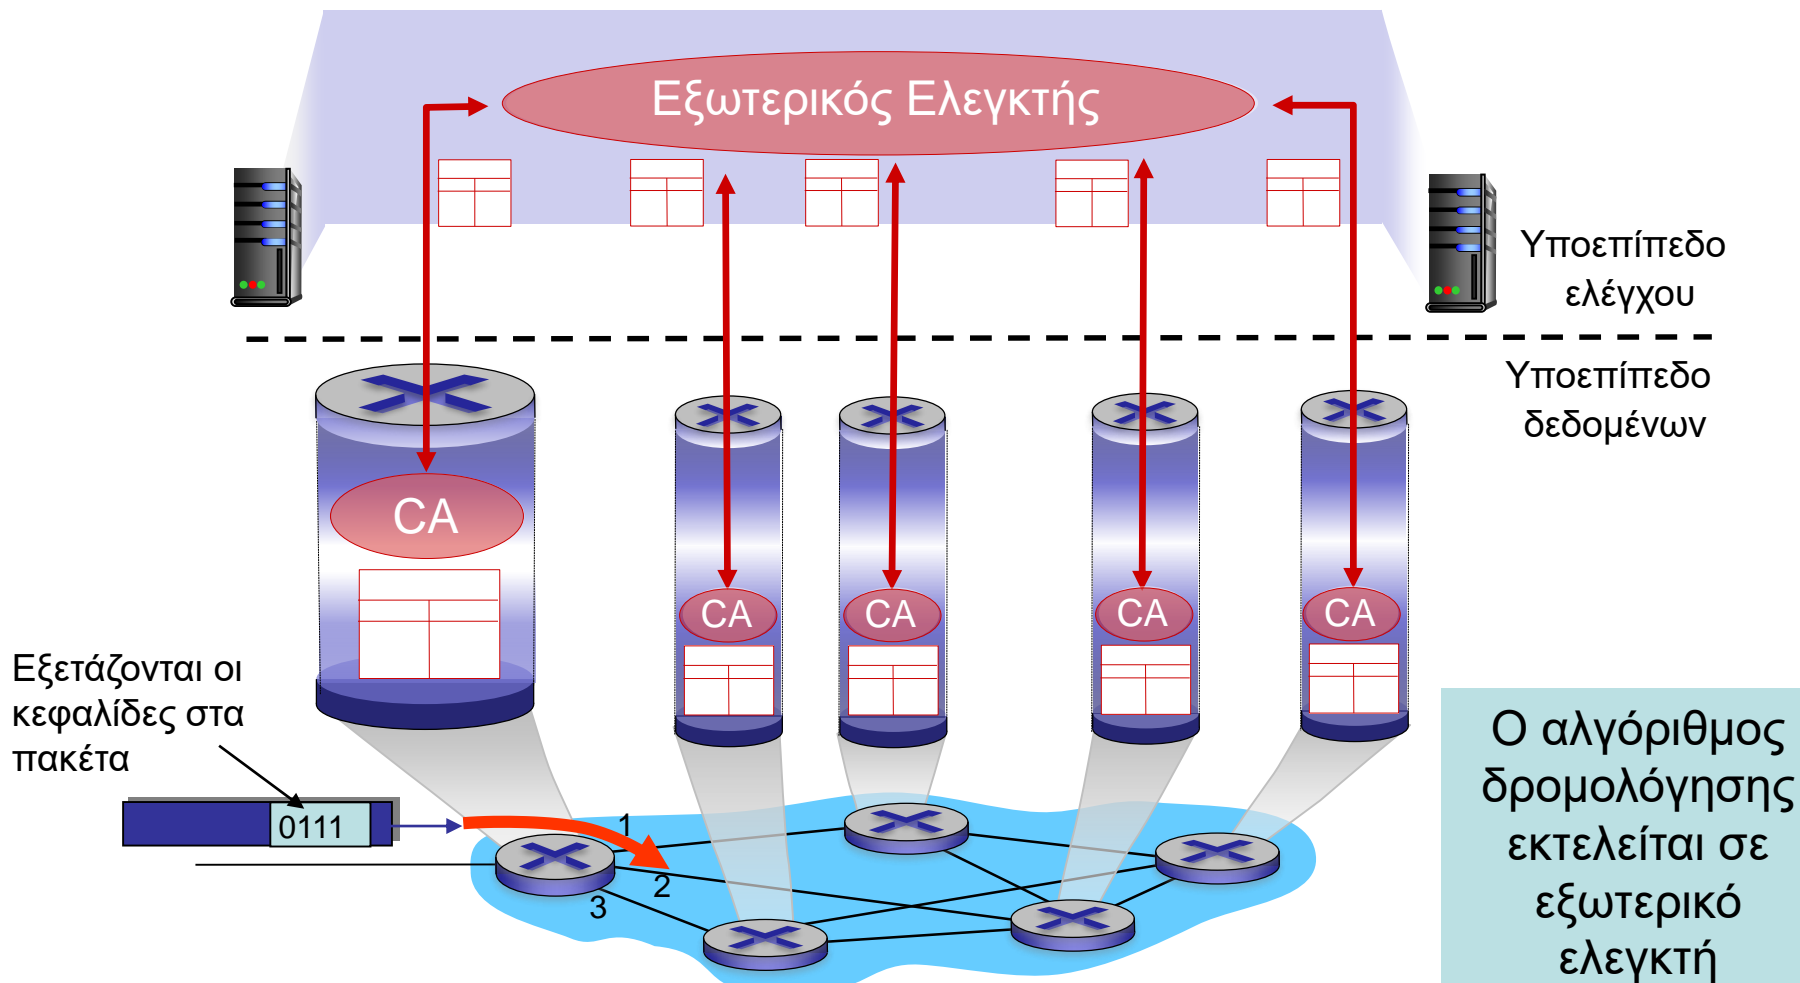 Εξωτερικός Ελεγκτής
Υποεπίπεδο
ελέγχου
Υποεπίπεδο
δεδομένων
CA
CA
CA
CA
CA
Εξετάζονται οι
κεφαλίδες στα
πακέτα
0111
1
2
3
Ο αλγόριθμος
δρομολόγησης
εκτελείται σε
εξωτερικό
ελεγκτή